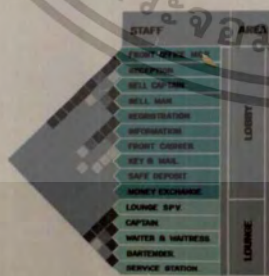 STAFF
AREA
FRONT OFFICE
RECEPTION
BELL CAPTAIN
BELL MAN
REGISTRATION
INFORMATION
FRONT CASHIER
KEY & MAIL
SAFE DEPOSIT
MONEY EXCHANGE
LOUNGE SPV
CAPTAIN
WAITER & WAITRESS
BARTENDER
SERVICE STATION
LOBBY
LOUNGE